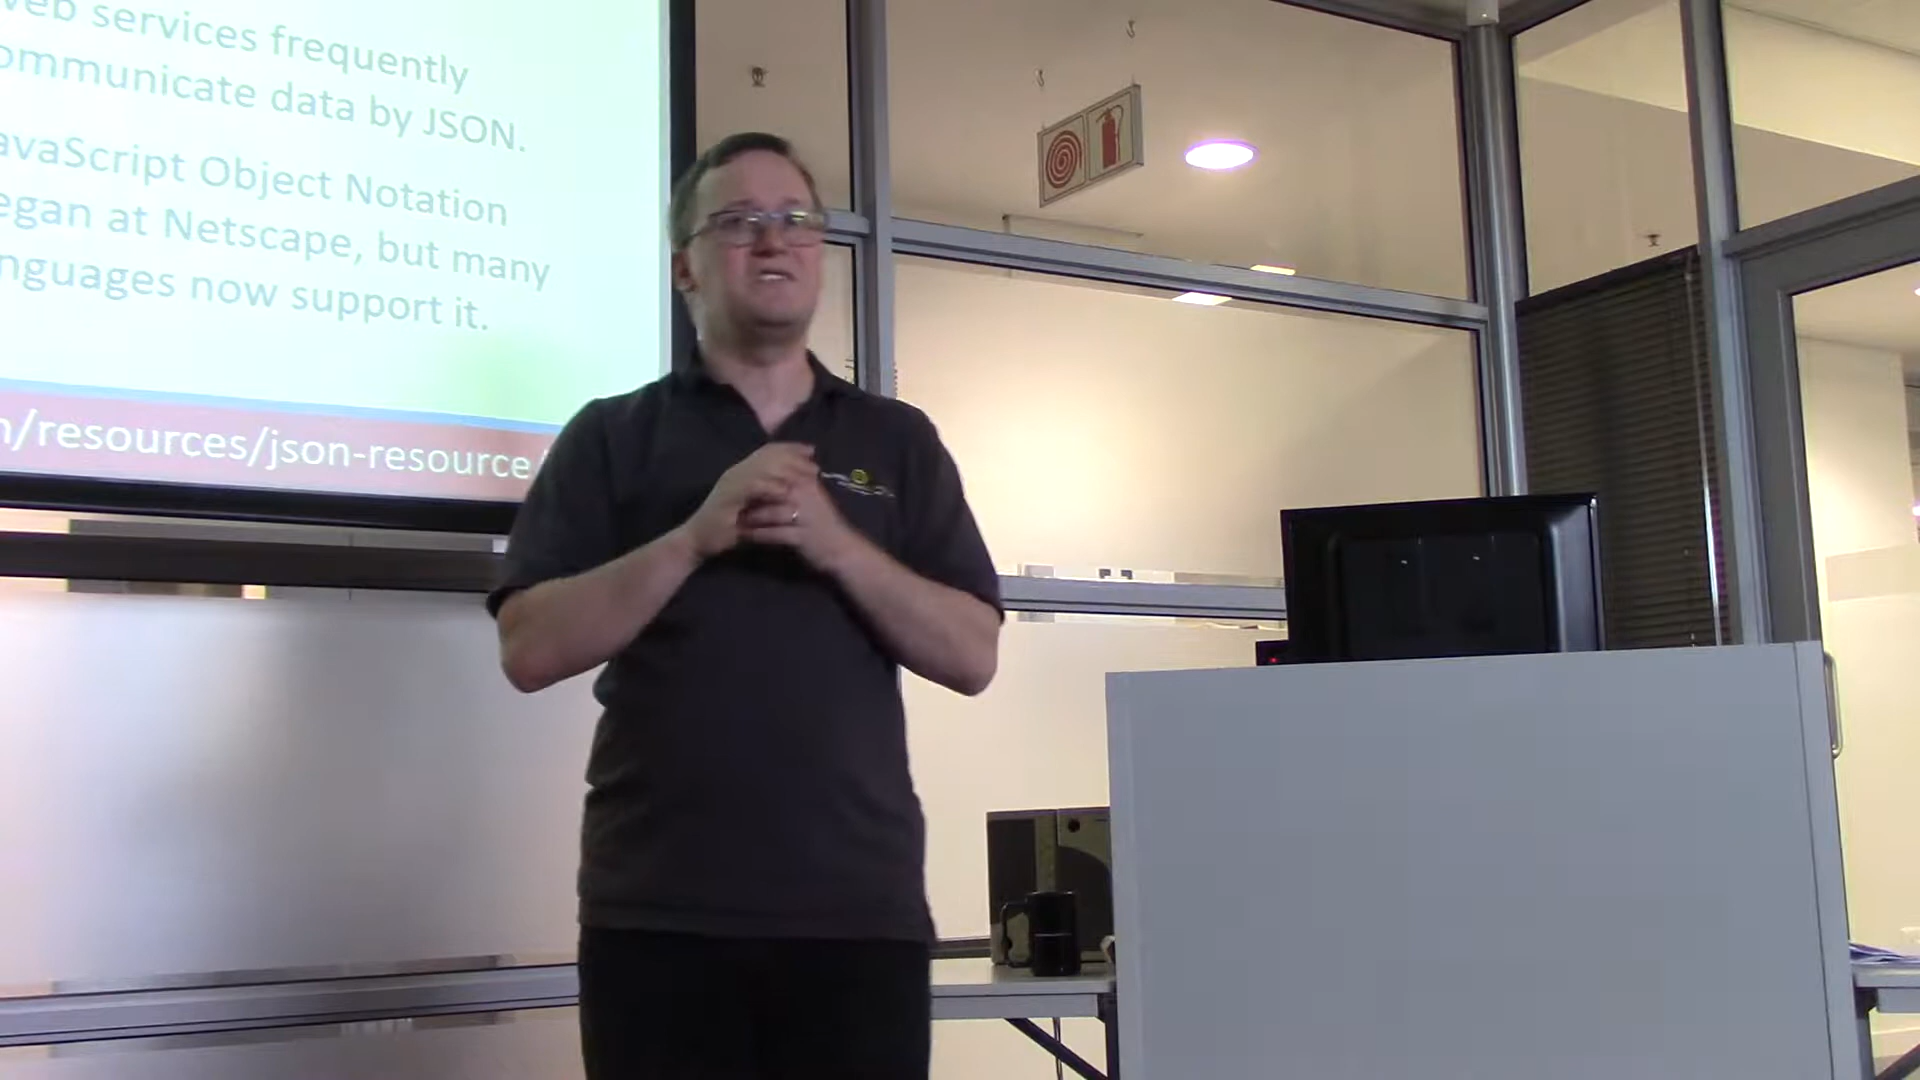 eb services frequently
ommunicate data by JSON.
avaScript Object Notation
egan at Netscape, but many
nguages now support it.
n/resources/json-resource/